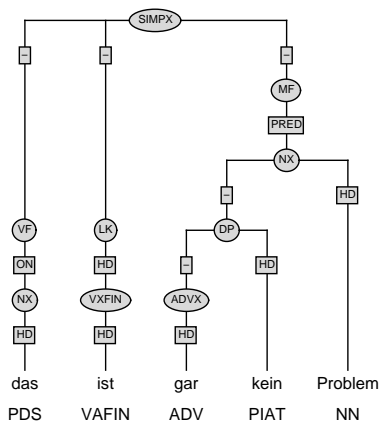 SIMPX
– – –
MF
PRED
NX
– HD
VF LK DP
ON HD – HD
NX VXFIN ADVX
HD HD HD
das ist gar kein Problem
PDS VAFIN ADV PIAT NN